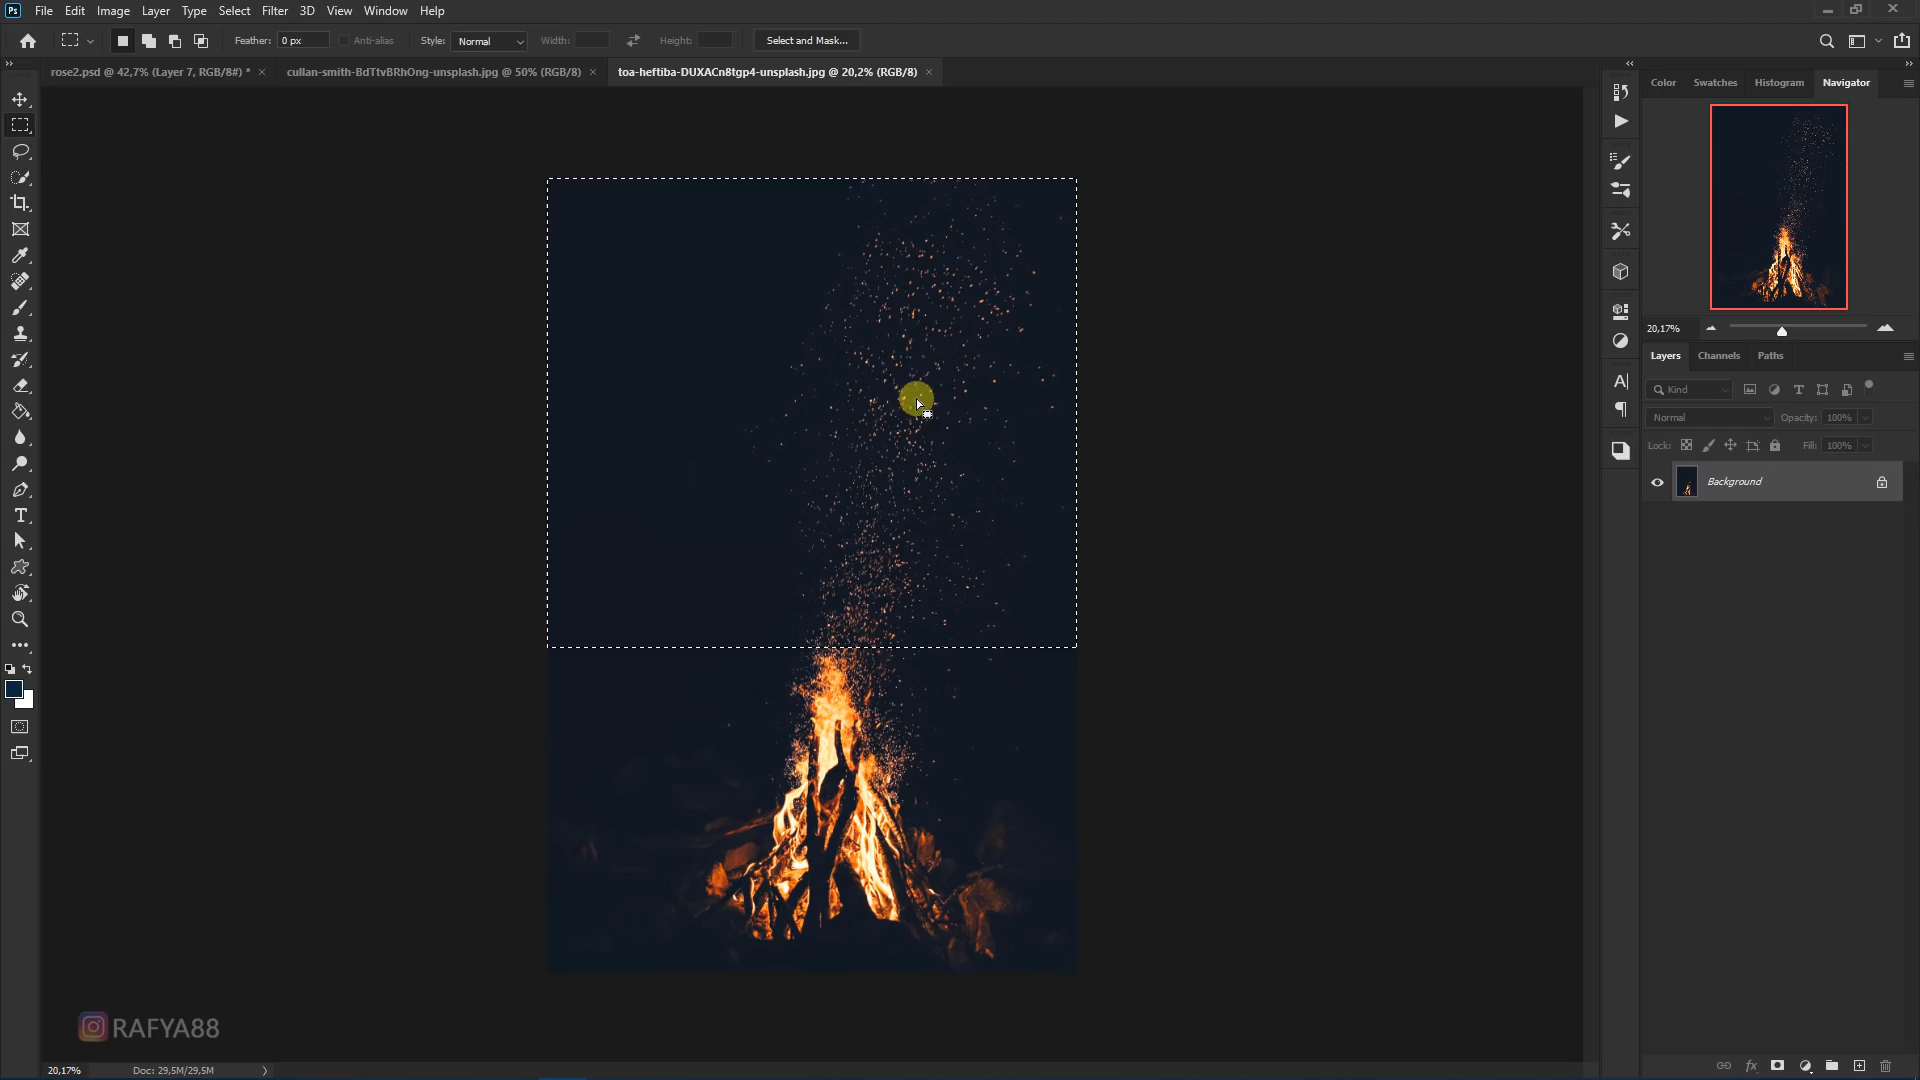 Ps File Edit Image Layer Type Select Filter 3D View Window Help
Feather: 0 px Anti-alias Style: Normal Width: Height: Select and Mask...
rose2.psd @ 42,7% (Layer 7, RGB/8#) * × cullan-smith-BdTtvBRhOng-unsplash.jpg @ 50% (RGB/8) × toa-heftiba-DUXACn8tgp4-unsplash.jpg @ 20,2% (RGB/8) ×
Color Swatches Histogram Navigator
20,17%
Layers Channels Paths
Kind
Normal Opacity: 100%
Lock: Fill: 100%
Background
RAFYA88
20,17% Doc: 29,5M/29,5M